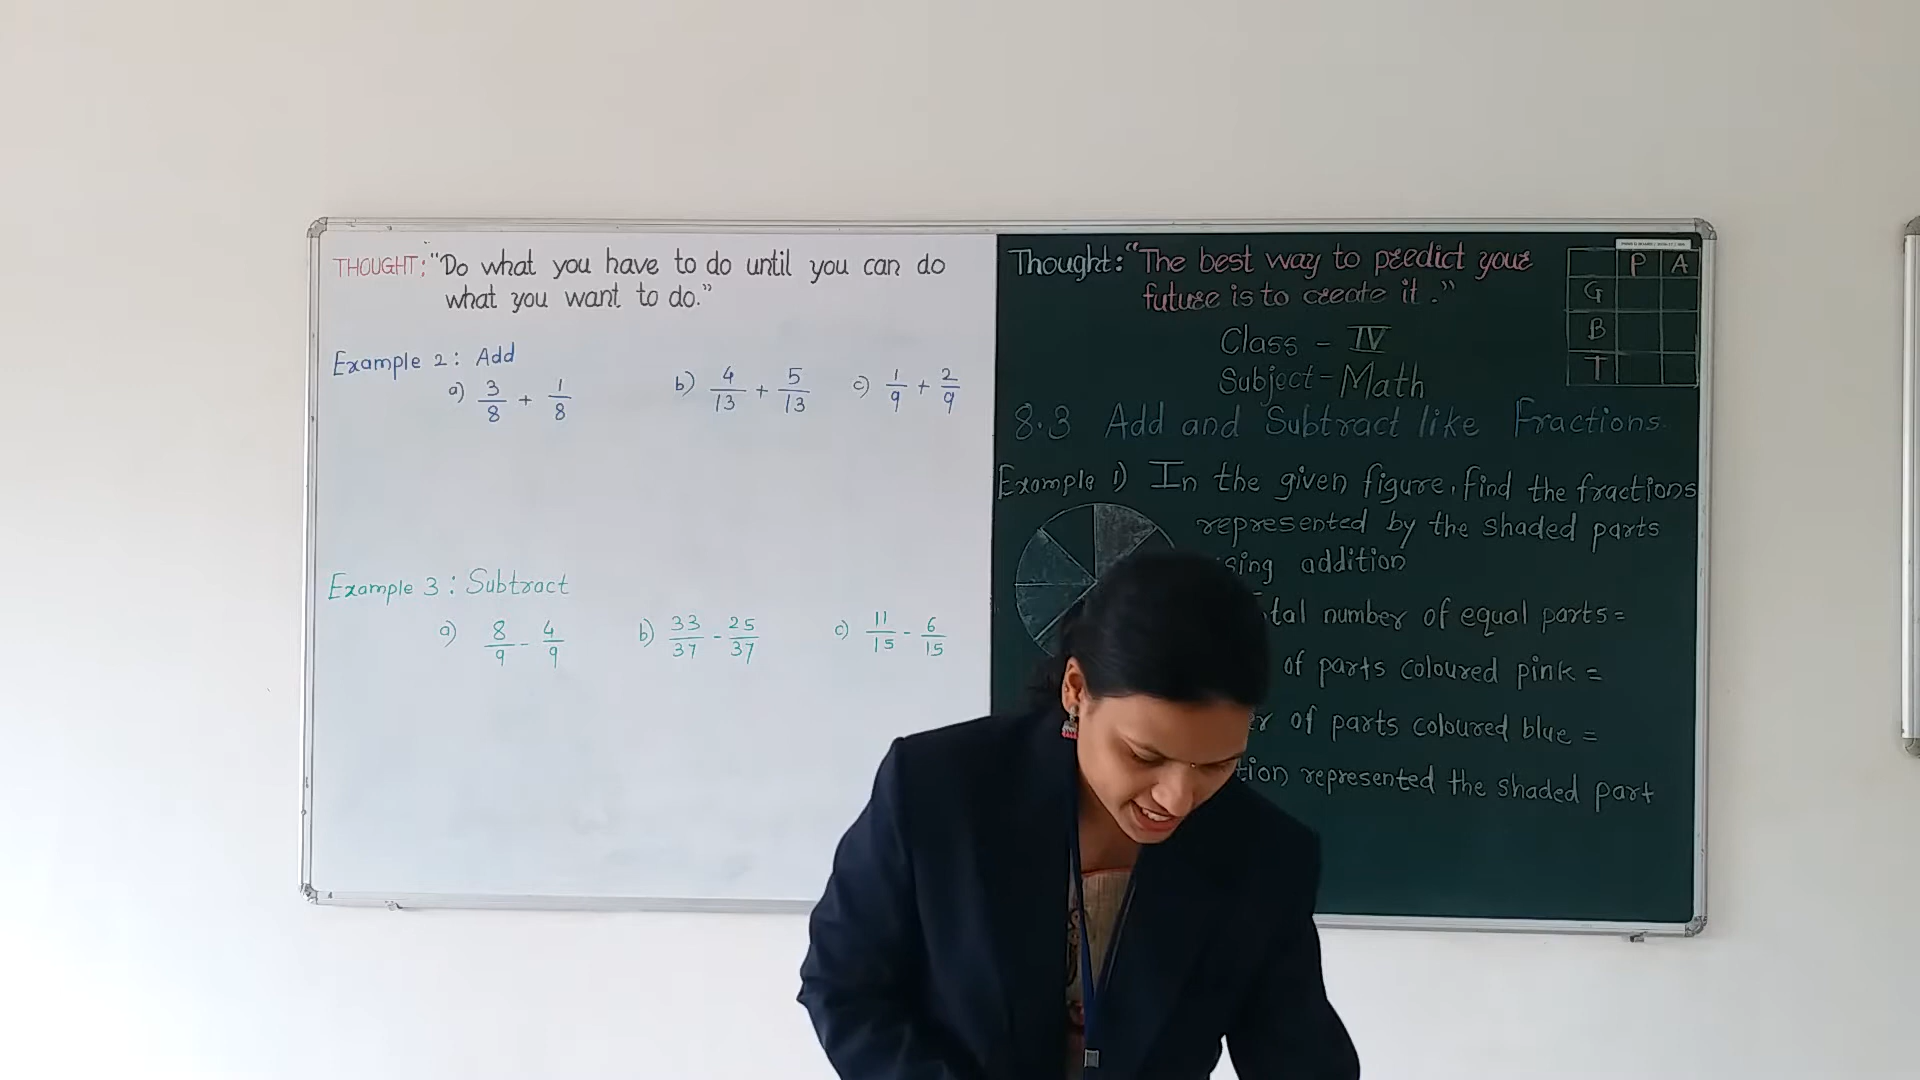 THOUGHT: "Do what you have to do until you can do
what you want to do."
Example 2: Add
a) 3/8 + 1/8 b) 4/13 + 5/13 c) 1/9 + 2/9
Example 3: Subtract
a) 8/9 - 4/9 b) 33/37 - 25/37 c) 11/15 - 6/15
Thought: "The best way to predict your
future is to create it."
P A
G
B
T
Class - IV
Subject - Math
8.3 Add and Subtract like Fractions.
Example 1) In the given figure, find the fractions
represented by the shaded parts
sing addition
tal number of equal parts =
of parts coloured pink =
er of parts coloured blue =
tion represented the shaded part